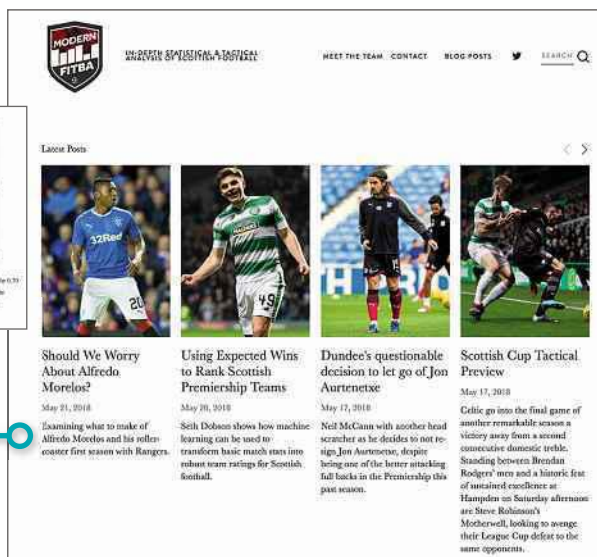 MODERN
FITBA
IN-DEPTH STATISTICAL & TACTICAL
ANALYSIS OF SCOTTISH FOOTBALL
MEET THE TEAM CONTACT BLOG POSTS SEARCH
Latest Posts
32Red
20
MAGNERS
49
15
Should We Worry
About Alfredo
Morelos?
May 21, 2018
Examining what to make of
Alfredo Morelos and his roller-
coaster first season with Rangers.
Using Expected Wins
to Rank Scottish
Premiership Teams
May 20, 2018
Seth Dobson shows how machine
learning can be used to
transform basic match stats into
robust team ratings for Scottish
football.
Dundee's questionable
decision to let go of Jon
Aurtenetxe
May 17, 2018
Neil McCann with another head
scratcher as he decides to not re-
sign Jon Aurtenetxe, despite
being one of the better attacking
full backs in the Premiership this
past season.
Scottish Cup Tactical
Preview
May 17, 2018
Celtic go into the final game of
another remarkable season a
victory away from a second
consecutive domestic treble.
Standing between Brendan
Rodgers' men and a historic feat
of sustained excellence at
Hampden on Saturday afternoon
are Steve Robinson's
Motherwell, looking to avenge
their League Cup defeat to the
same opponents.